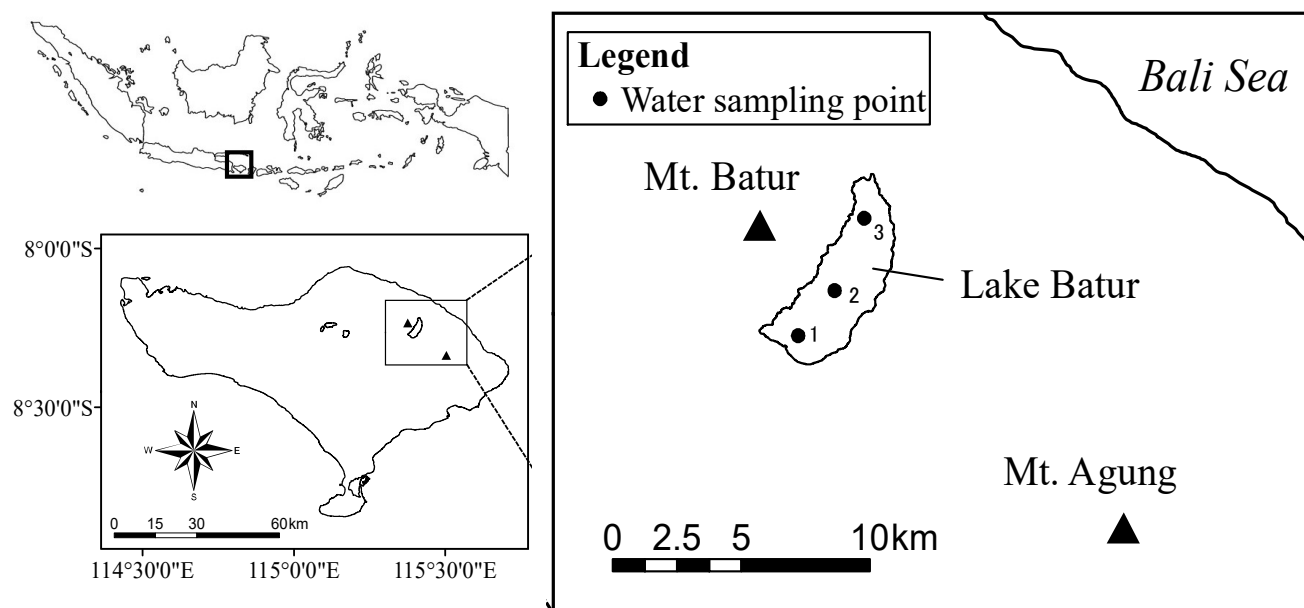 Legend
Water sampling point
Bali Sea
Mt. Batur
3
Lake Batur
2
1
Mt. Agung
0 2.5 5 10km
8°0'0"S
8°30'0"S
N
W E
S
0 15 30 60km
114°30'0"E 115°0'0"E 115°30'0"E